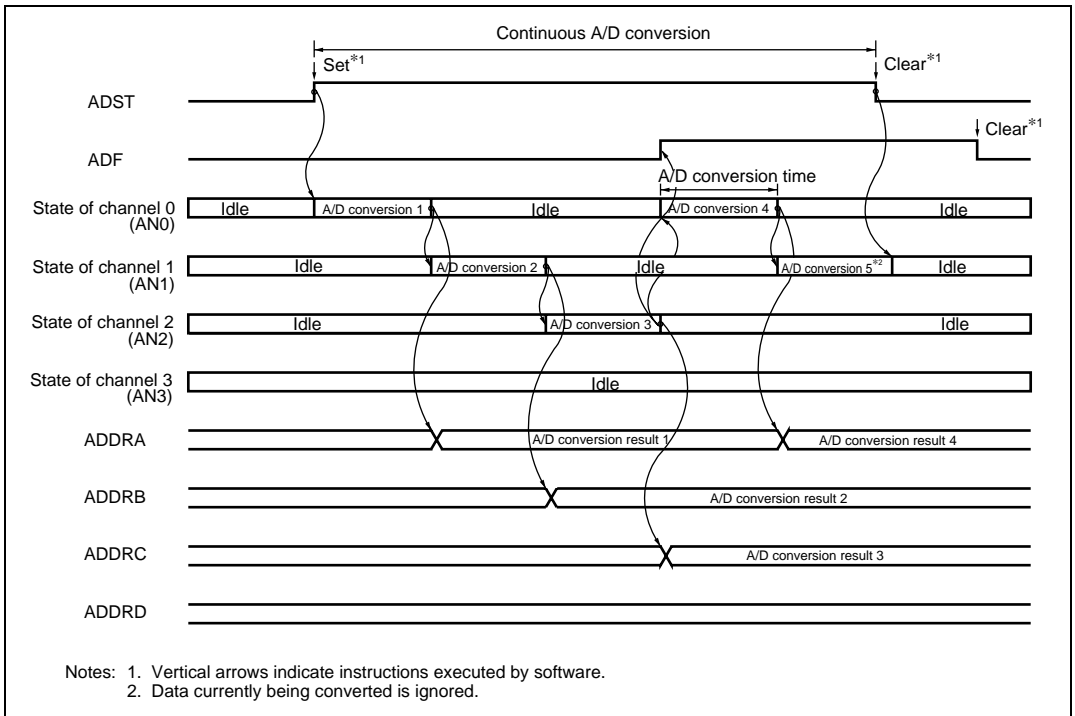 Continuous A/D conversion
Set*1
Clear*1
ADST
Clear*1
ADF
A/D conversion time
State of channel 0
(AN0)
Idle
A/D conversion 1
Idle
A/D conversion 4
Idle
State of channel 1
(AN1)
Idle
A/D conversion 2
Idle
A/D conversion 5*2
Idle
State of channel 2
(AN2)
Idle
A/D conversion 3
Idle
State of channel 3
(AN3)
Idle
ADDRA
A/D conversion result 1
A/D conversion result 4
ADDRB
A/D conversion result 2
ADDRC
A/D conversion result 3
ADDRD
Notes: 1. Vertical arrows indicate instructions executed by software.
2. Data currently being converted is ignored.